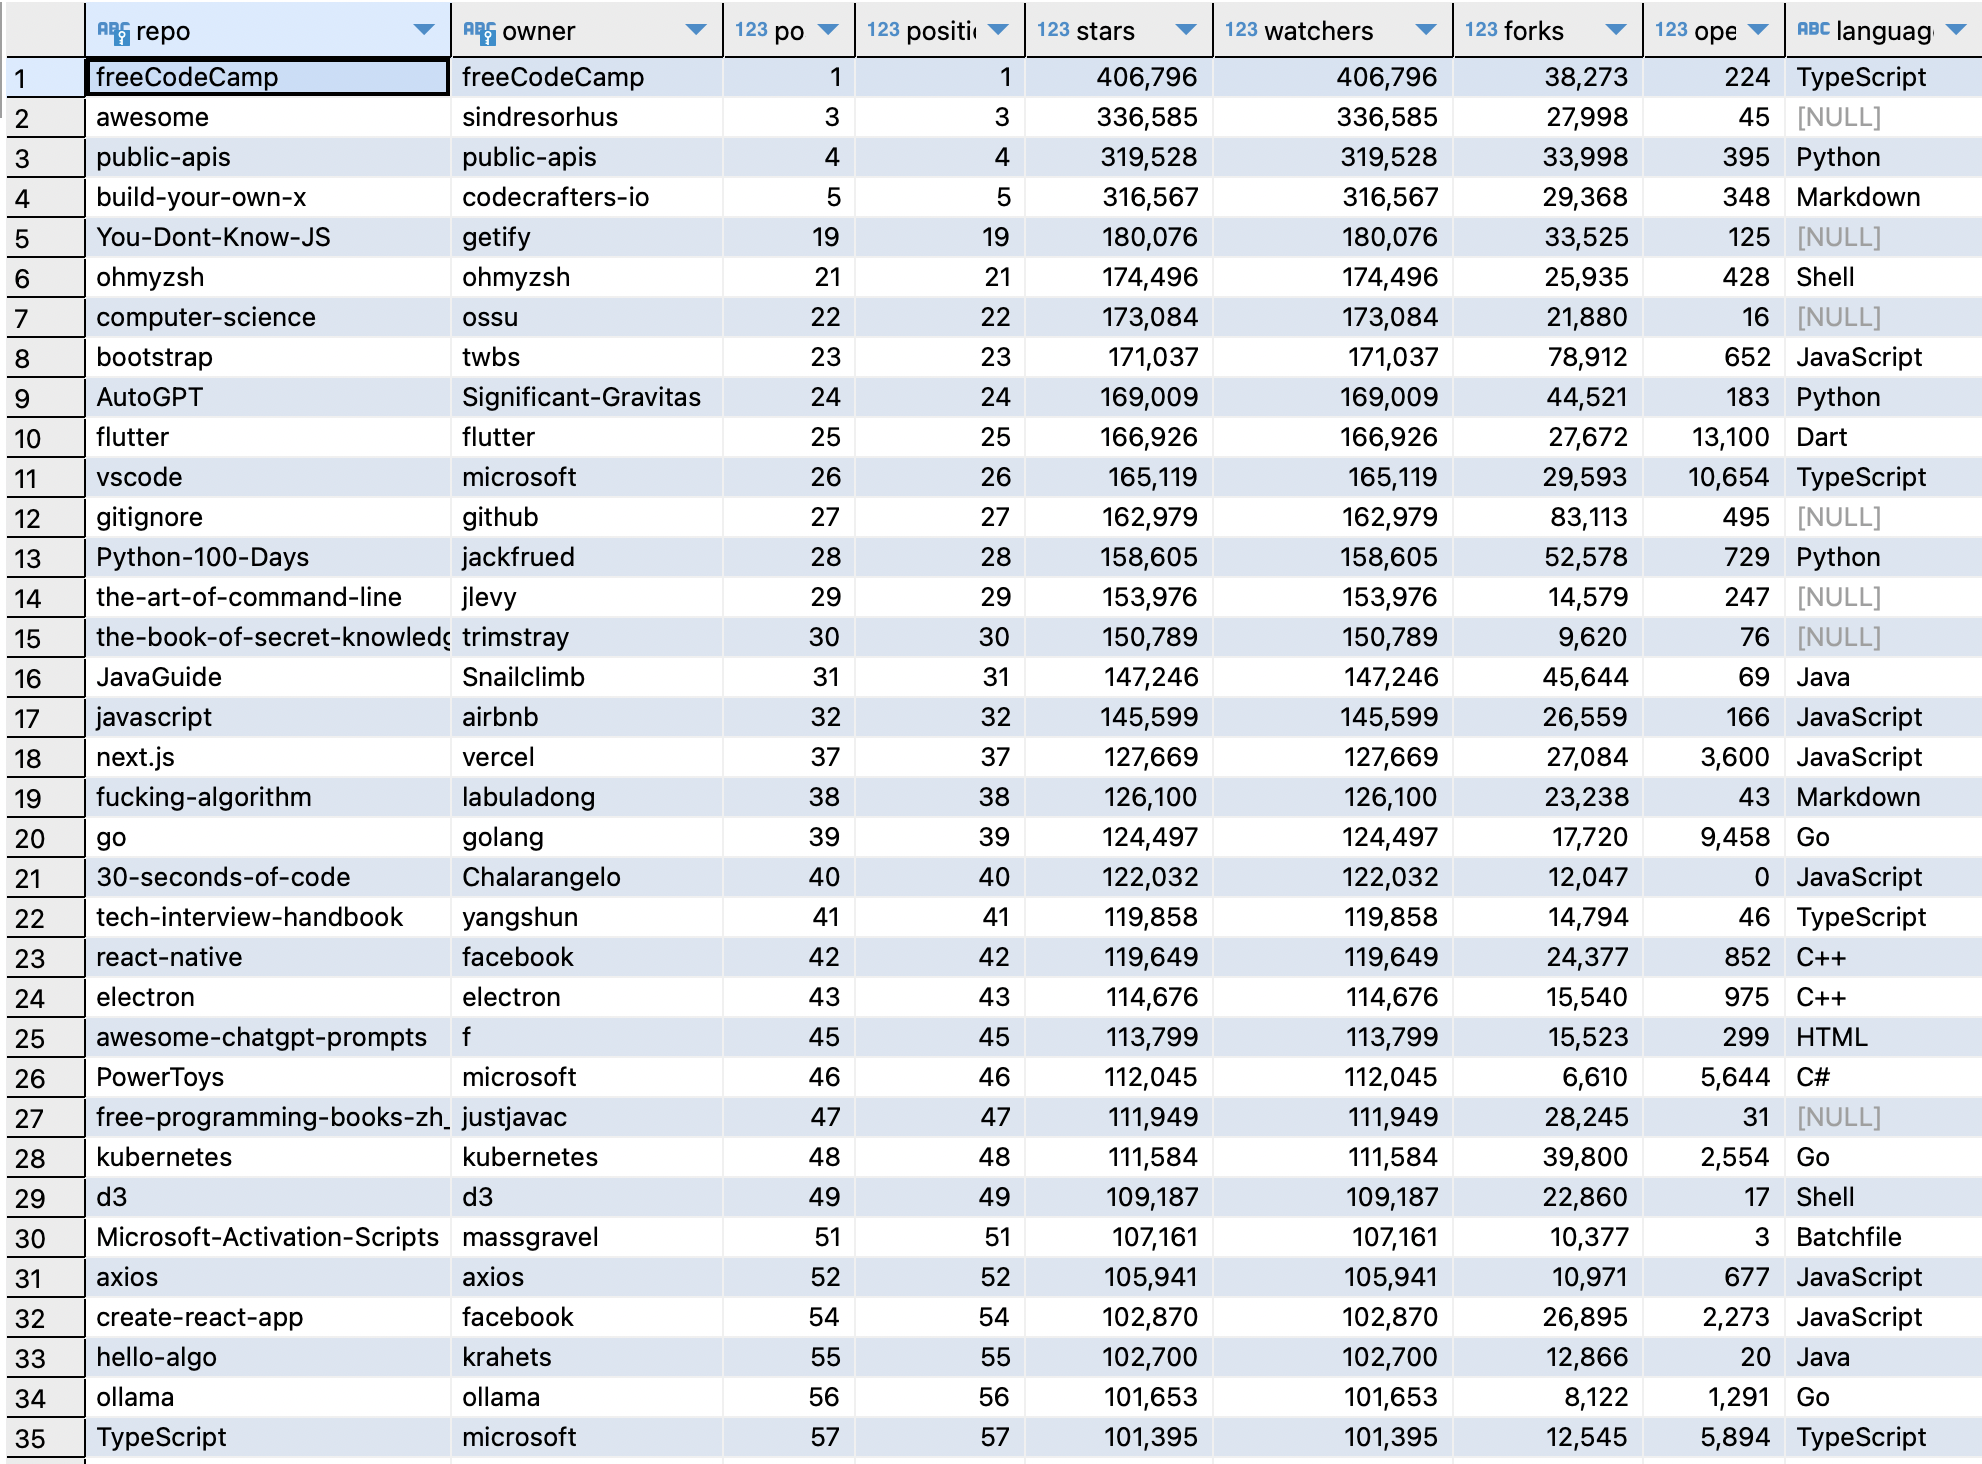 ABC repo ABC owner 123 po 123 positi 123 stars 123 watchers 123 forks 123 ope ABC languag
1 freeCodeCamp freeCodeCamp 1 1 406,796 406,796 38,273 224 TypeScript
2 awesome sindresorhus 3 3 336,585 336,585 27,998 45 [NULL]
3 public-apis public-apis 4 4 319,528 319,528 33,998 395 Python
4 build-your-own-x codecrafters-io 5 5 316,567 316,567 29,368 348 Markdown
5 You-Dont-Know-JS getify 19 19 180,076 180,076 33,525 125 [NULL]
6 ohmyzsh ohmyzsh 21 21 174,496 174,496 25,935 428 Shell
7 computer-science ossu 22 22 173,084 173,084 21,880 16 [NULL]
8 bootstrap twbs 23 23 171,037 171,037 78,912 652 JavaScript
9 AutoGPT Significant-Gravitas 24 24 169,009 169,009 44,521 183 Python
10 flutter flutter 25 25 166,926 166,926 27,672 13,100 Dart
11 vscode microsoft 26 26 165,119 165,119 29,593 10,654 TypeScript
12 gitignore github 27 27 162,979 162,979 83,113 495 [NULL]
13 Python-100-Days jackfrued 28 28 158,605 158,605 52,578 729 Python
14 the-art-of-command-line jlevy 29 29 153,976 153,976 14,579 247 [NULL]
15 the-book-of-secret-knowledg trimstray 30 30 150,789 150,789 9,620 76 [NULL]
16 JavaGuide Snailclimb 31 31 147,246 147,246 45,644 69 Java
17 javascript airbnb 32 32 145,599 145,599 26,559 166 JavaScript
18 next.js vercel 37 37 127,669 127,669 27,084 3,600 JavaScript
19 fucking-algorithm labuladong 38 38 126,100 126,100 23,238 43 Markdown
20 go golang 39 39 124,497 124,497 17,720 9,458 Go
21 30-seconds-of-code Chalarangelo 40 40 122,032 122,032 12,047 0 JavaScript
22 tech-interview-handbook yangshun 41 41 119,858 119,858 14,794 46 TypeScript
23 react-native facebook 42 42 119,649 119,649 24,377 852 C++
24 electron electron 43 43 114,676 114,676 15,540 975 C++
25 awesome-chatgpt-prompts f 45 45 113,799 113,799 15,523 299 HTML
26 PowerToys microsoft 46 46 112,045 112,045 6,610 5,644 C#
27 free-programming-books-zh_ justjavac 47 47 111,949 111,949 28,245 31 [NULL]
28 kubernetes kubernetes 48 48 111,584 111,584 39,800 2,554 Go
29 d3 d3 49 49 109,187 109,187 22,860 17 Shell
30 Microsoft-Activation-Scripts massgravel 51 51 107,161 107,161 10,377 3 Batchfile
31 axios axios 52 52 105,941 105,941 10,971 677 JavaScript
32 create-react-app facebook 54 54 102,870 102,870 26,895 2,273 JavaScript
33 hello-algo krahets 55 55 102,700 102,700 12,866 20 Java
34 ollama ollama 56 56 101,653 101,653 8,122 1,291 Go
35 TypeScript microsoft 57 57 101,395 101,395 12,545 5,894 TypeScript